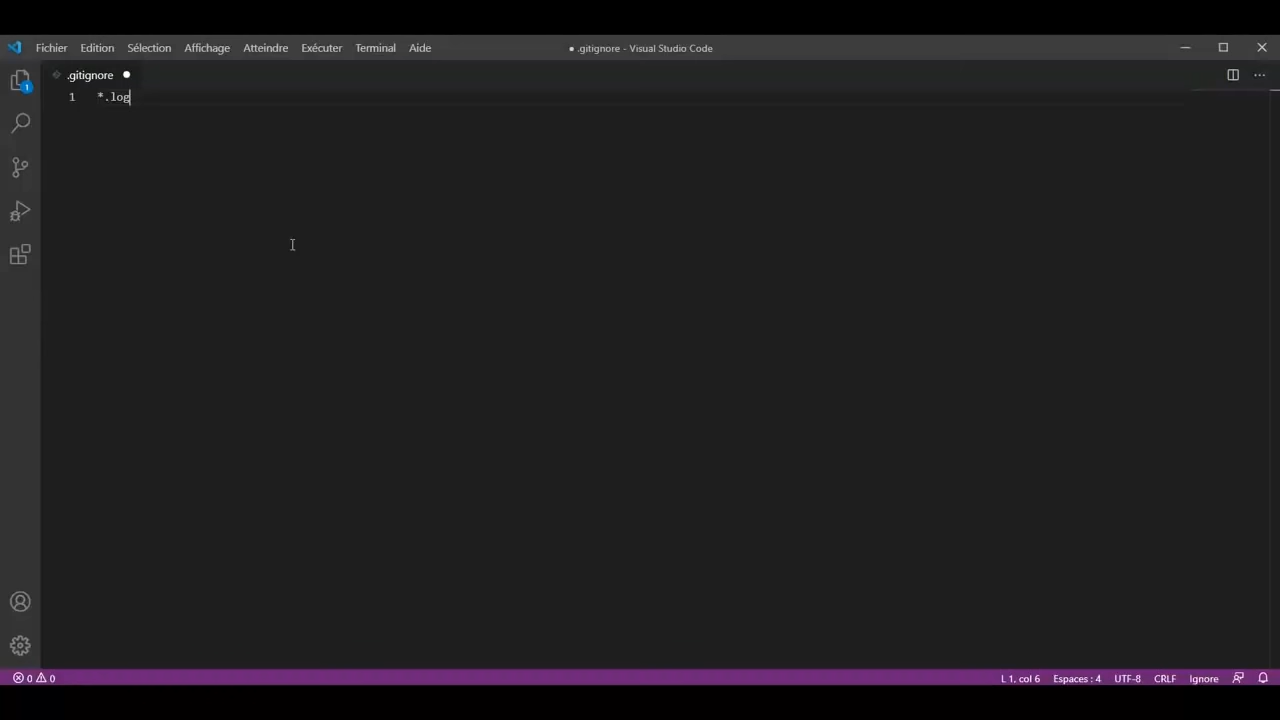 Fichier Edition Sélection Affichage Atteindre Exécuter Terminal Aide ● .gitignore - Visual Studio Code
.gitignore ●
1
1 *.log
0 0 L 1, col 6 Espaces : 4 UTF-8 CRLF Ignore